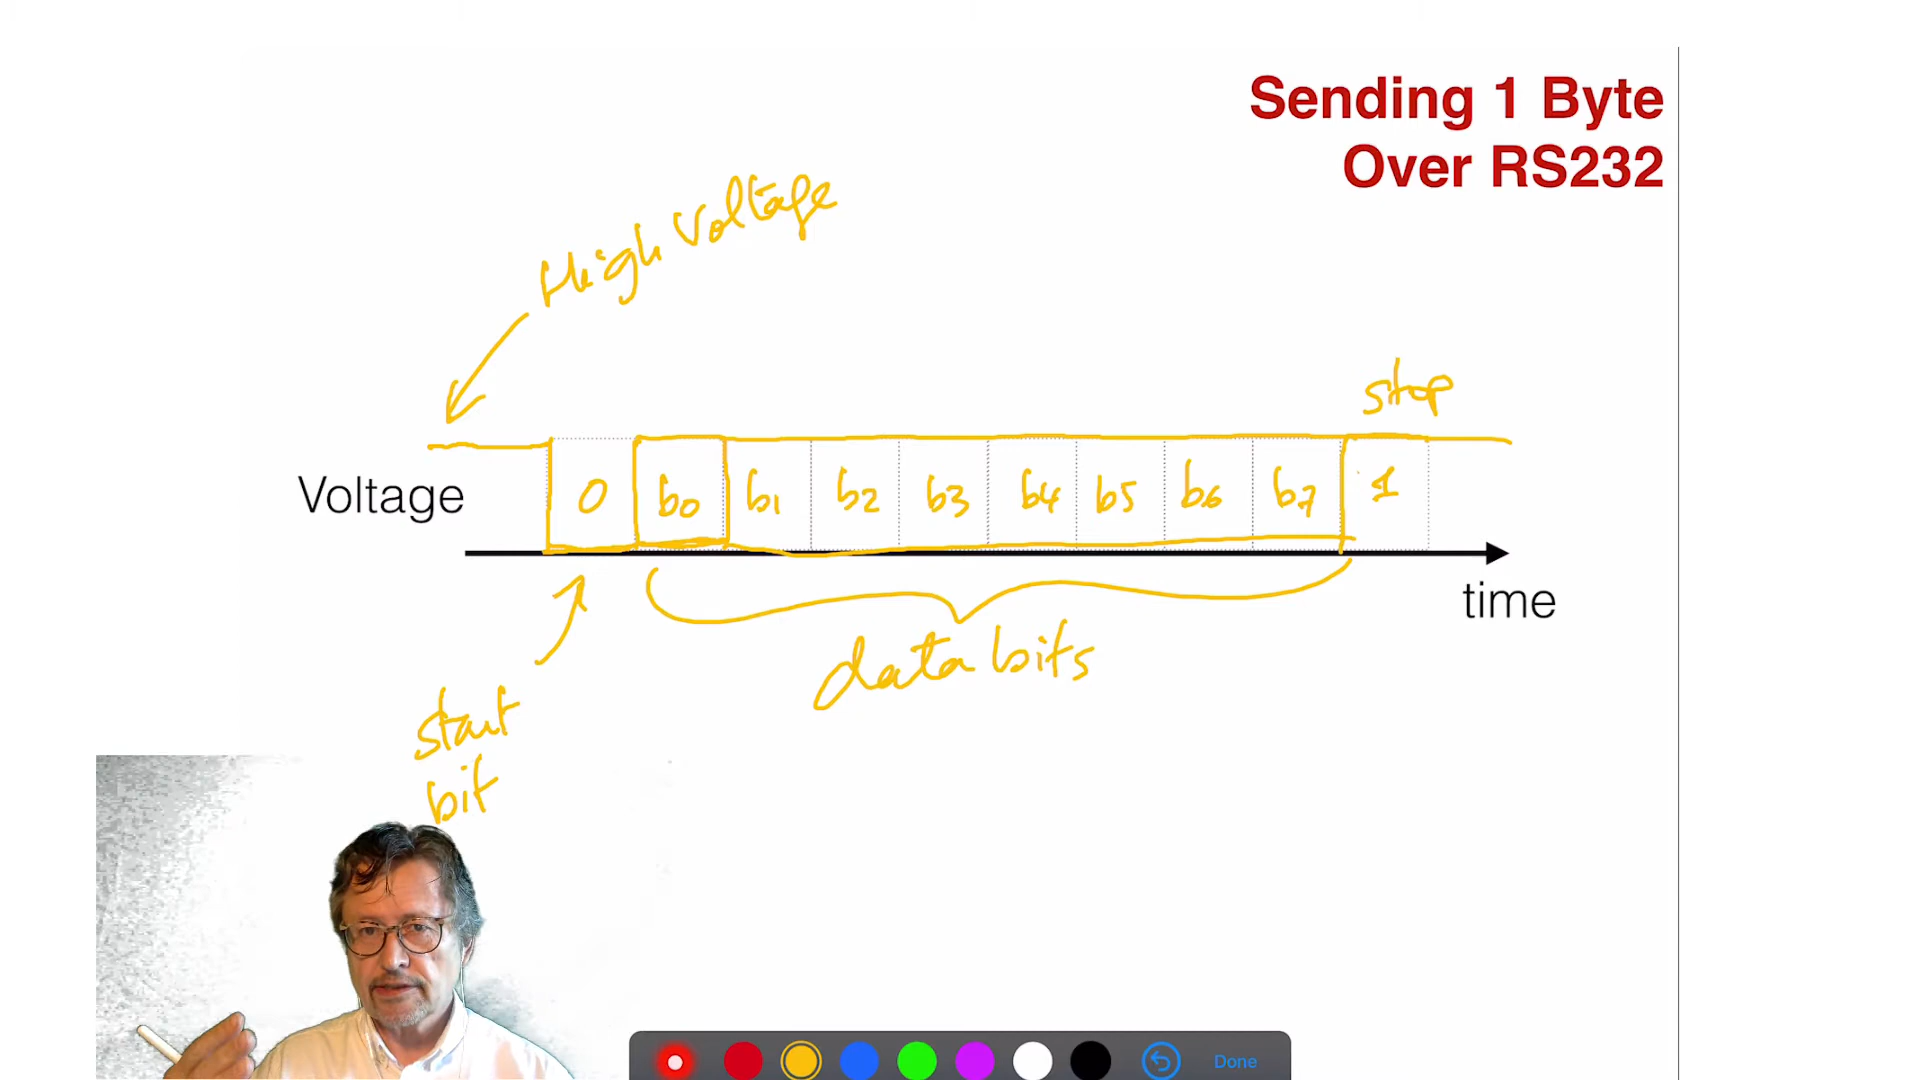 Sending 1 Byte
Over RS232
High Voltage
stop
Voltage
0 b0 b1 b2 b3 b4 b5 b6 b7 1
time
data bits
start
bit
Done